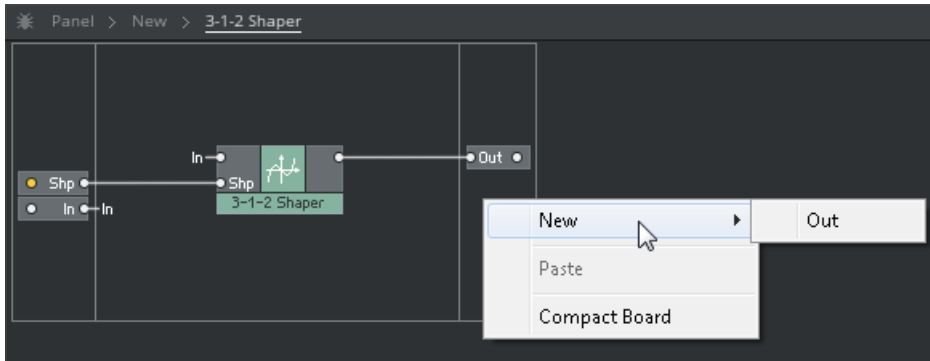 Panel > New > 3-1-2 Shaper
In
Out
Shp
Shp
In In
3-1-2 Shaper
New
Out
Paste
Compact Board